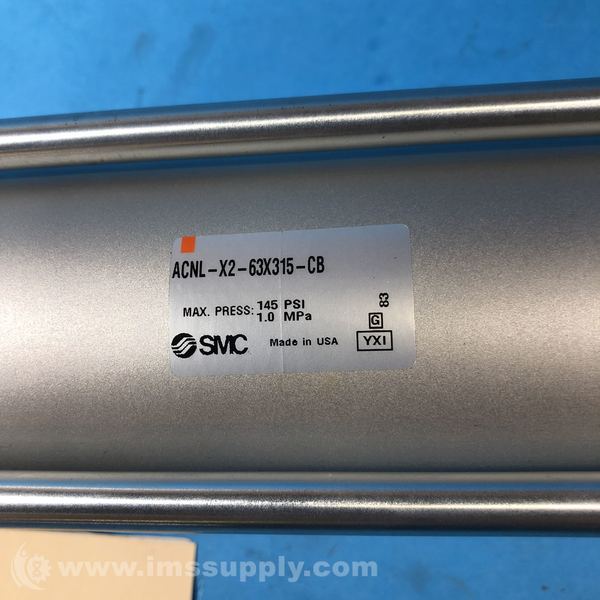 ACNL-X2-63X315-CB
MAX. PRESS: 145 PSI
1.0 MPa
83
G
SMC Made in USA YXI
www.imssupply.com